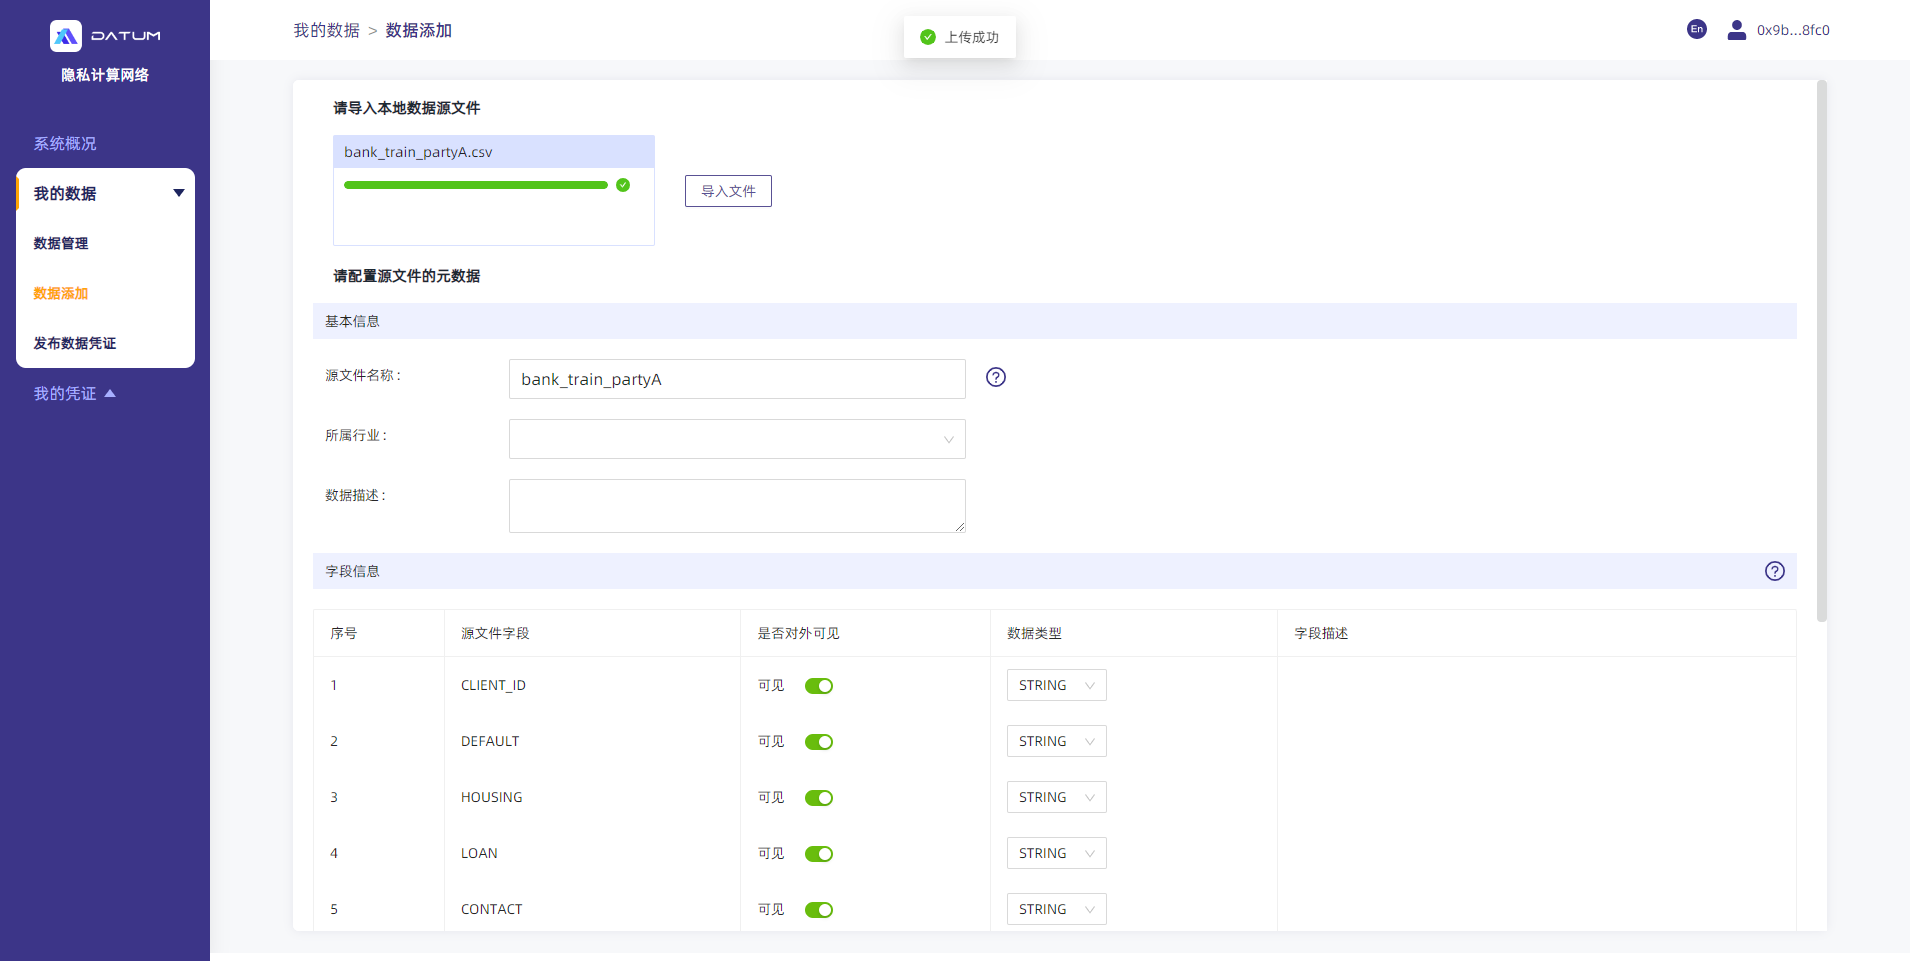 DATUM
隐私计算网络
系统概况
我的数据
数据管理
数据添加
发布数据凭证
我的凭证
我的数据 > 数据添加
上传成功
En
0x9b...8fc0
请导入本地数据源文件
bank_train_partyA.csv
导入文件
请配置源文件的元数据
基本信息
源文件名称：
bank_train_partyA
?
所属行业：
数据描述：
字段信息
?
序号 源文件字段 是否对外可见 数据类型 字段描述
1 CLIENT_ID 可见 STRING
2 DEFAULT 可见 STRING
3 HOUSING 可见 STRING
4 LOAN 可见 STRING
5 CONTACT 可见 STRING